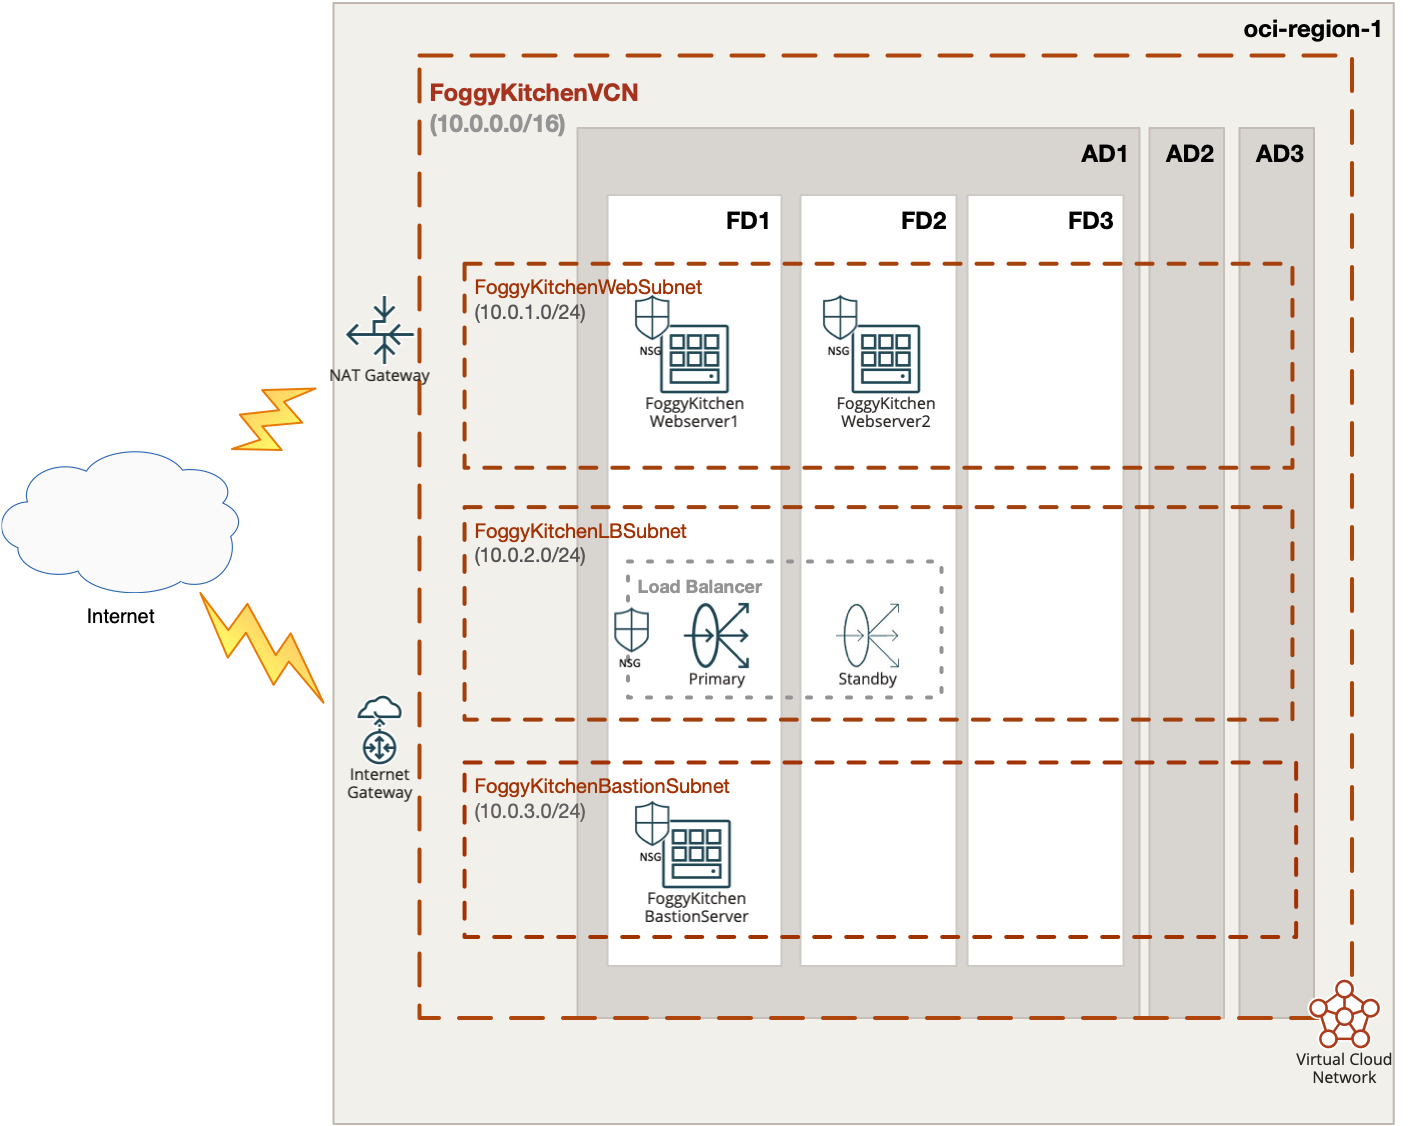 oci-region-1
FoggyKitchenVCN
(10.0.0.0/16)
AD1
AD2
AD3
FD1
FD2
FD3
FoggyKitchenWebSubnet
(10.0.1.0/24)
NSG
NSG
FoggyKitchen
Webserver1
FoggyKitchen
Webserver2
NAT Gateway
FoggyKitchenLBSubnet
(10.0.2.0/24)
Load Balancer
NSG
Primary
Standby
Internet
Internet
Gateway
FoggyKitchenBastionSubnet
(10.0.3.0/24)
NSG
FoggyKitchen
BastionServer
Virtual Cloud
Network